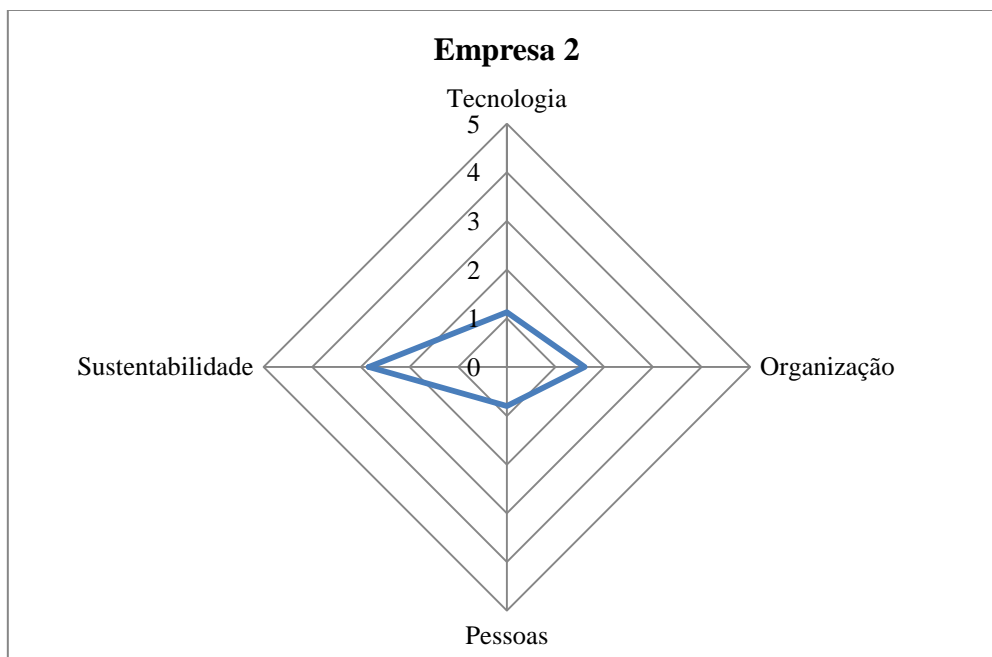 Empresa 2
Tecnologia
5
4
3
2
1
0
Sustentabilidade
Organização
Pessoas